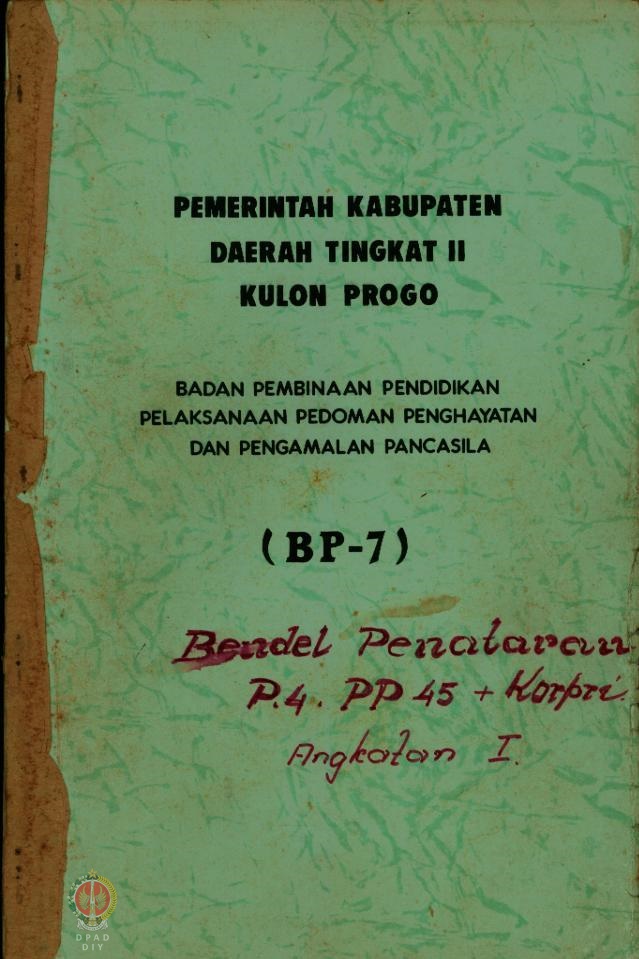 PEMERINTAH KABUPATEN
DAERAH TINGKAT II
KULON PROGO
BADAN PEMBINAAN PENDIDIKAN
PELAKSANAAN PEDOMAN PENGHAYATAN
DAN PENGAMALAN PANCASILA
(BP-7)
Bendel Penataran
P.4. PP 45 + Korpri.
Angkatan I.
DPAD
DIY